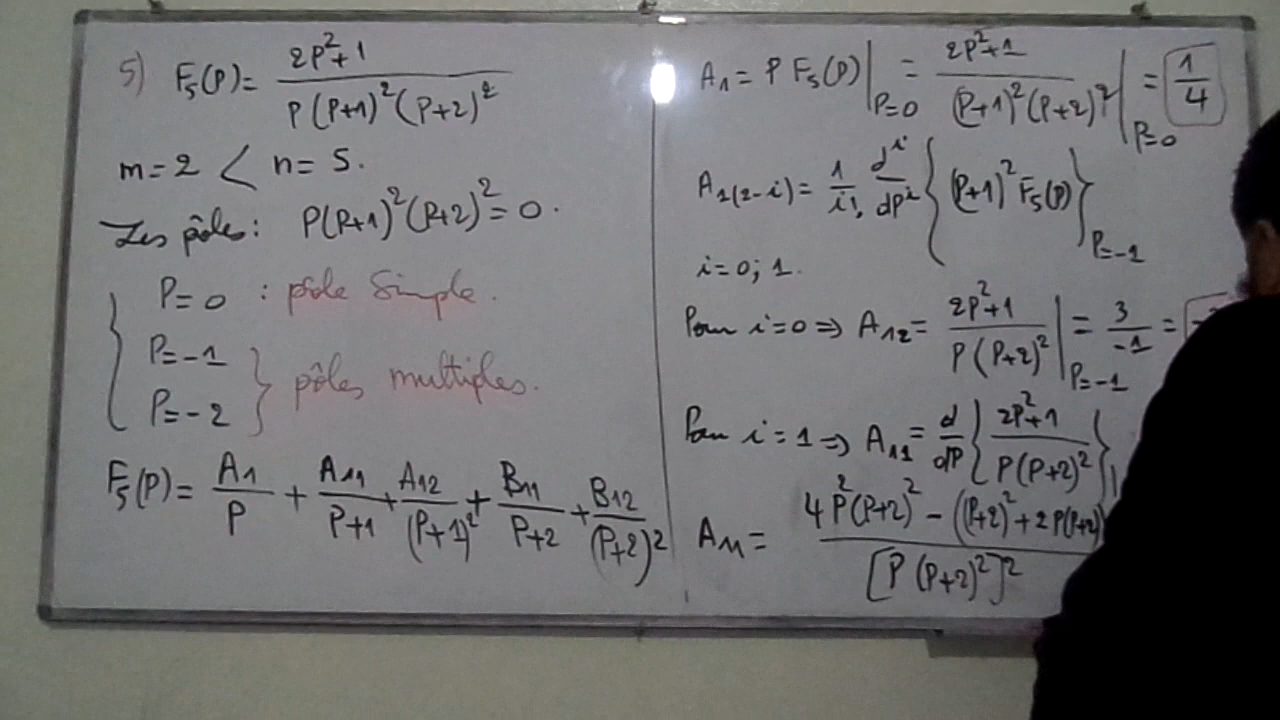 5) F₅(P) = (2P²+1) / (P(P+1)²(P+2)²)
m = 2 < n = 5.
Les pôles : P(P+1)²(P+2)² = 0.
P = 0 : pôle Simple.
P = -1
P = -2 } pôles multiples.
F₅(P) = A₁/P + A₁₁/(P+1) + A₁₂/(P+1)² + B₁₁/(P+2) + B₁₂/(P+2)²
A₁ = P F₅(P) |P=0 = (2P²+1) / ((P+1)²(P+2)²) |P=0 = 1/4
A₁(2-i) = 1/i! dⁱ/dPⁱ { (P+1)² F₅(P) } P=-1
i = 0; 1.
Pour i = 0 ⇒ A₁₂ = (2P²+1) / (P(P+2)²) |P=-1 = 3/-1 =
Pour i = 1 ⇒ A₁₁ = d/dP { (2P²+1) / (P(P+2)²) }
A₁₁ = 4P²(P+2)² - ((P+2)² + 2P(P+2)) / [P(P+2)²]²